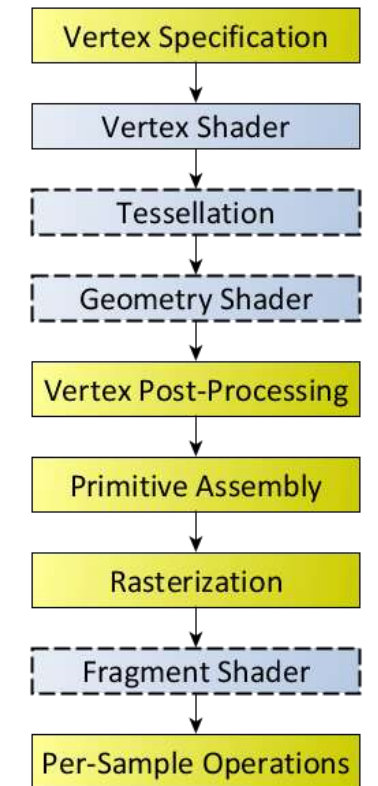 Vertex Specification
Vertex Shader
Tessellation
Geometry Shader
Vertex Post-Processing
Primitive Assembly
Rasterization
Fragment Shader
Per-Sample Operations